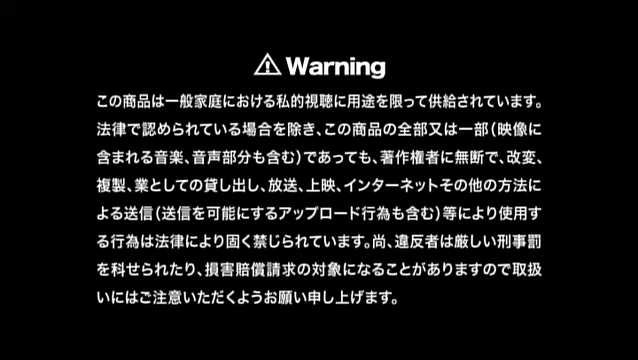 ⚠ Warning
この商品は一般家庭における私的視聴に用途を限って供給されています。
法律で認められている場合を除き、この商品の全部又は一部(映像に
含まれる音楽、音声部分も含む)であっても、著作権者に無断で、改変、
複製、業としての貸し出し、放送、上映、インターネットその他の方法に
よる送信(送信を可能にするアップロード行為も含む)等により使用す
る行為は法律により固く禁じられています。尚、違反者は厳しい刑事罰
を科せられたり、損害賠償請求の対象になることがありますので取扱
いにはご注意いただくようお願い申し上げます。